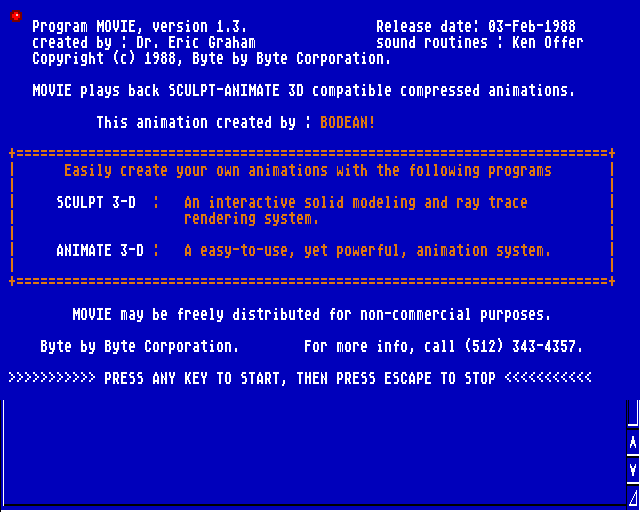 Program MOVIE, version 1.3. Release date: 03-Feb-1988
created by : Dr. Eric Graham sound routines : Ken Offer
Copyright (c) 1988, Byte by Byte Corporation.
MOVIE plays back SCULPT-ANIMATE 3D compatible compressed animations.
This animation created by : BODEAN!
+==========================================================================+
Easily create your own animations with the following programs
SCULPT 3-D : An interactive solid modeling and ray trace
rendering system.
ANIMATE 3-D : A easy-to-use, yet powerful, animation system.
+==========================================================================+
MOVIE may be freely distributed for non-commercial purposes.
Byte by Byte Corporation. For more info, call (512) 343-4357.
>>>>>>>>>>> PRESS ANY KEY TO START, THEN PRESS ESCAPE TO STOP <<<<<<<<<<<